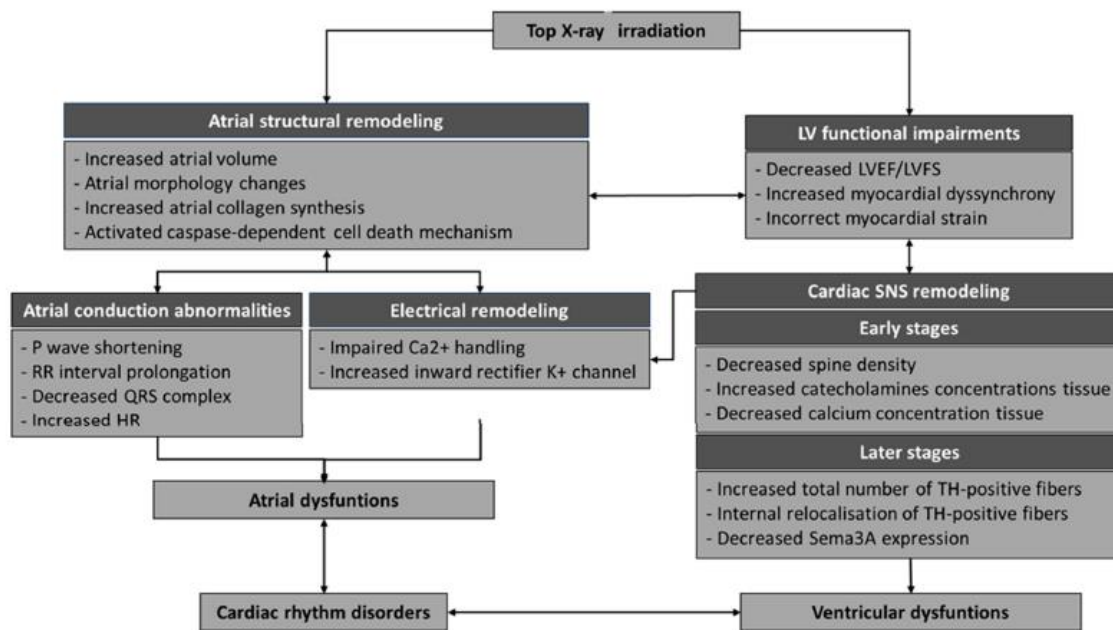 Top X-ray irradiation
Atrial structural remodeling
- Increased atrial volume
- Atrial morphology changes
- Increased atrial collagen synthesis
- Activated caspase-dependent cell death mechanism
LV functional impairments
- Decreased LVEF/LVFS
- Increased myocardial dyssynchrony
- Incorrect myocardial strain
Atrial conduction abnormalities
- P wave shortening
- RR interval prolongation
- Decreased QRS complex
- Increased HR
Electrical remodeling
- Impaired Ca2+ handling
- Increased inward rectifier K+ channel
Cardiac SNS remodeling
Early stages
- Decreased spine density
- Increased catecholamines concentrations tissue
- Decreased calcium concentration tissue
Later stages
- Increased total number of TH-positive fibers
- Internal relocalisation of TH-positive fibers
- Decreased Sema3A expression
Atrial dysfuntions
Cardiac rhythm disorders
Ventricular dysfuntions